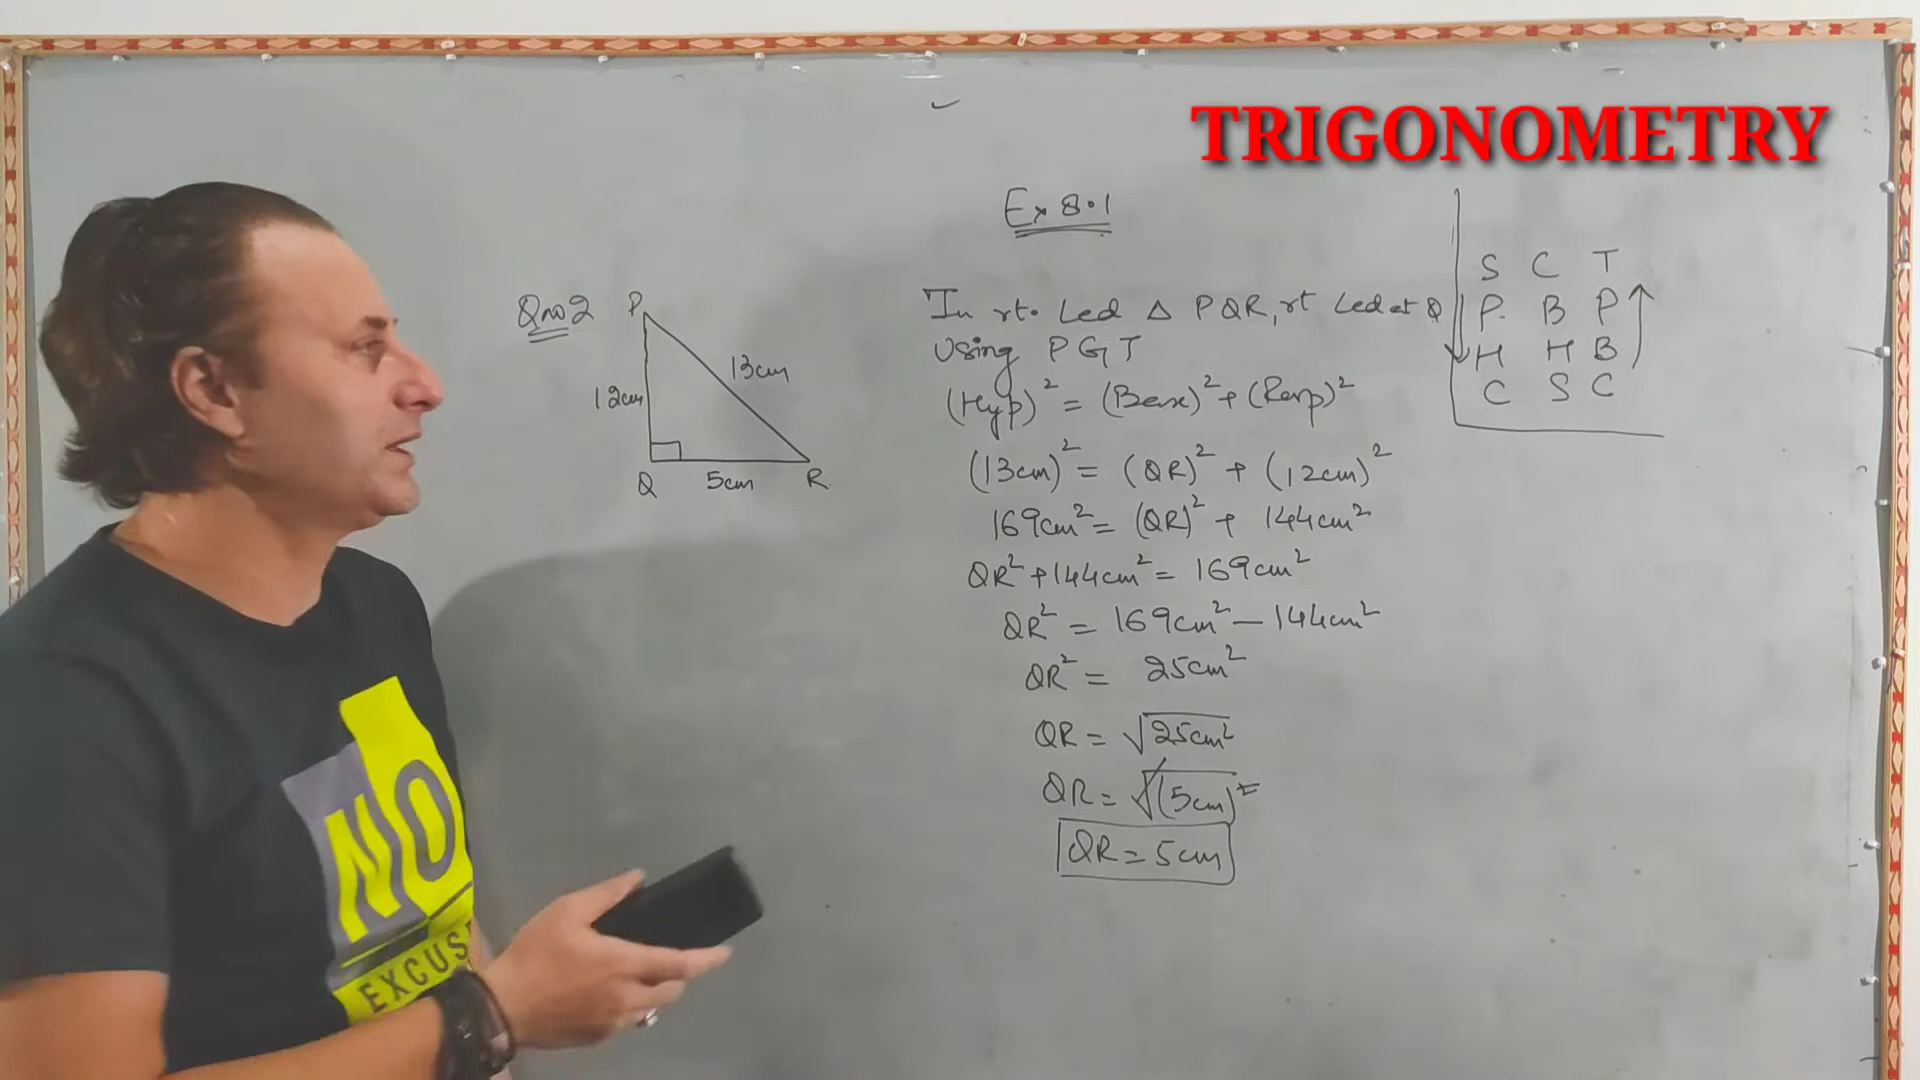 TRIGONOMETRY
Ex 8.1
Qno2
P
13cm
12cm
Q
5cm
R
In rt. Led △ PQR, rt Led at Q
Using PGT
(Hyp)² = (Base)² + (Perp)²
(13cm)² = (QR)² + (12cm)²
169cm² = (QR)² + 144cm²
QR² + 144cm² = 169cm²
QR² = 169cm² - 144cm²
QR² = 25cm²
QR = √25cm²
QR = √(5cm)²
QR = 5cm
S C T
P. B P
H H B
C S C
NO
EXCUS